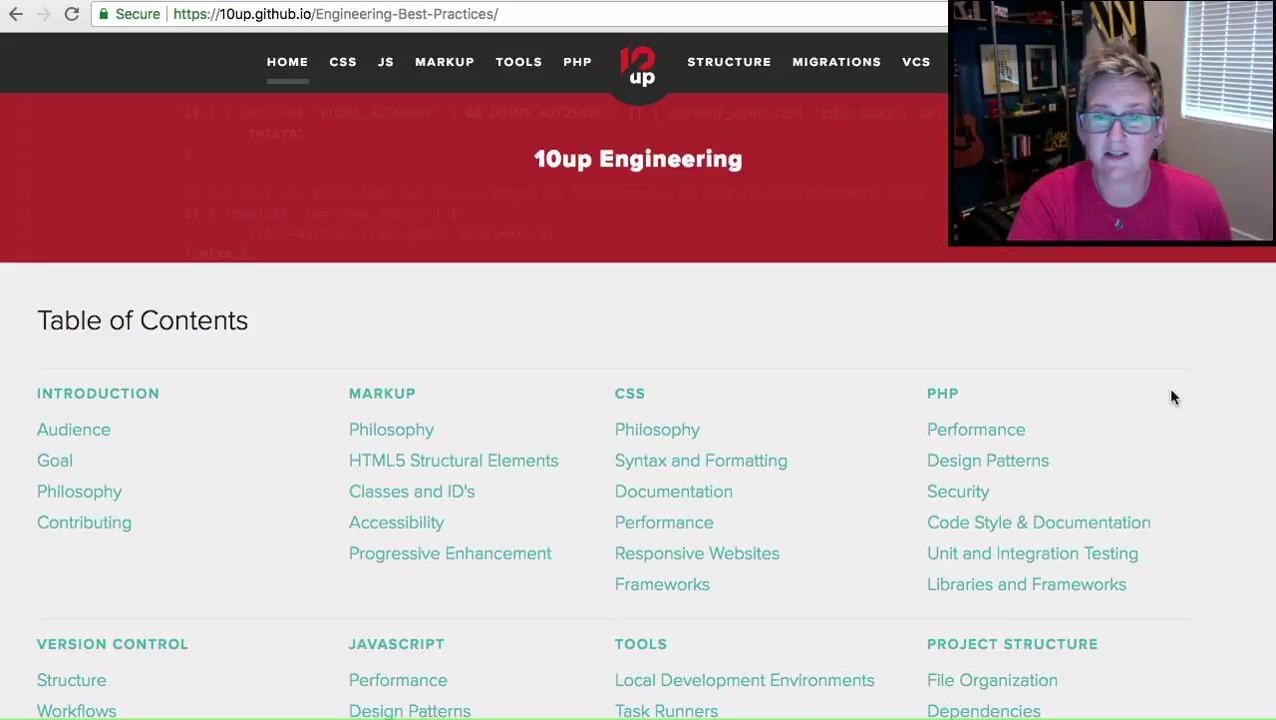 Secure https://10up.github.io/Engineering-Best-Practices/
HOME CSS JS MARKUP TOOLS PHP 10up STRUCTURE MIGRATIONS VCS
10up Engineering
Table of Contents
INTRODUCTION
Audience
Goal
Philosophy
Contributing
MARKUP
Philosophy
HTML5 Structural Elements
Classes and ID's
Accessibility
Progressive Enhancement
CSS
Philosophy
Syntax and Formatting
Documentation
Performance
Responsive Websites
Frameworks
PHP
Performance
Design Patterns
Security
Code Style & Documentation
Unit and Integration Testing
Libraries and Frameworks
VERSION CONTROL
Structure
Workflows
JAVASCRIPT
Performance
Design Patterns
TOOLS
Local Development Environments
Task Runners
PROJECT STRUCTURE
File Organization
Dependencies